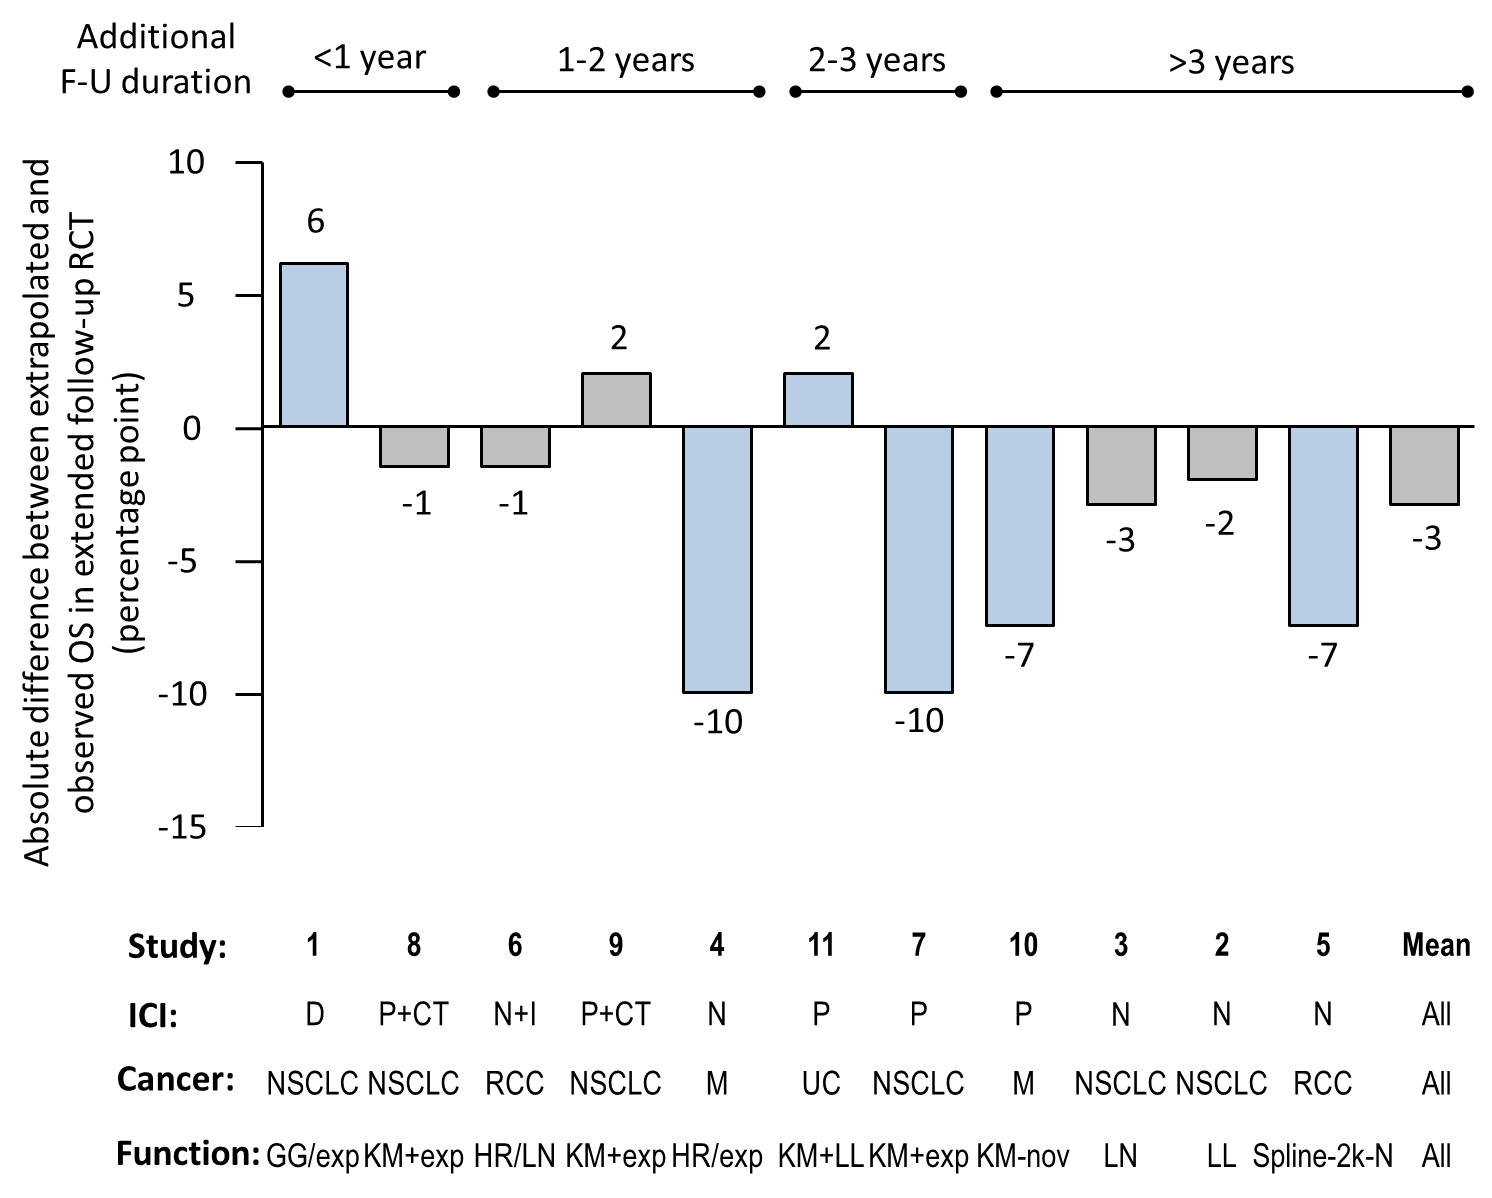 Additional
F-U duration
<1 year
1-2 years
2-3 years
>3 years
Absolute difference between extrapolated and
observed OS in extended follow-up RCT
(percentage point)
10
5
0
-5
-10
-15
6
-1
-1
2
-10
2
-10
-7
-3
-2
-7
-3
Study: 1 8 6 9 4 11 7 10 3 2 5 Mean
ICI: D P+CT N+I P+CT N P P P N N N All
Cancer: NSCLC NSCLC RCC NSCLC M UC NSCLC M NSCLC NSCLC RCC All
Function: GG/exp KM+exp HR/LN KM+exp HR/exp KM+LL KM+exp KM-nov LN LL Spline-2k-N All